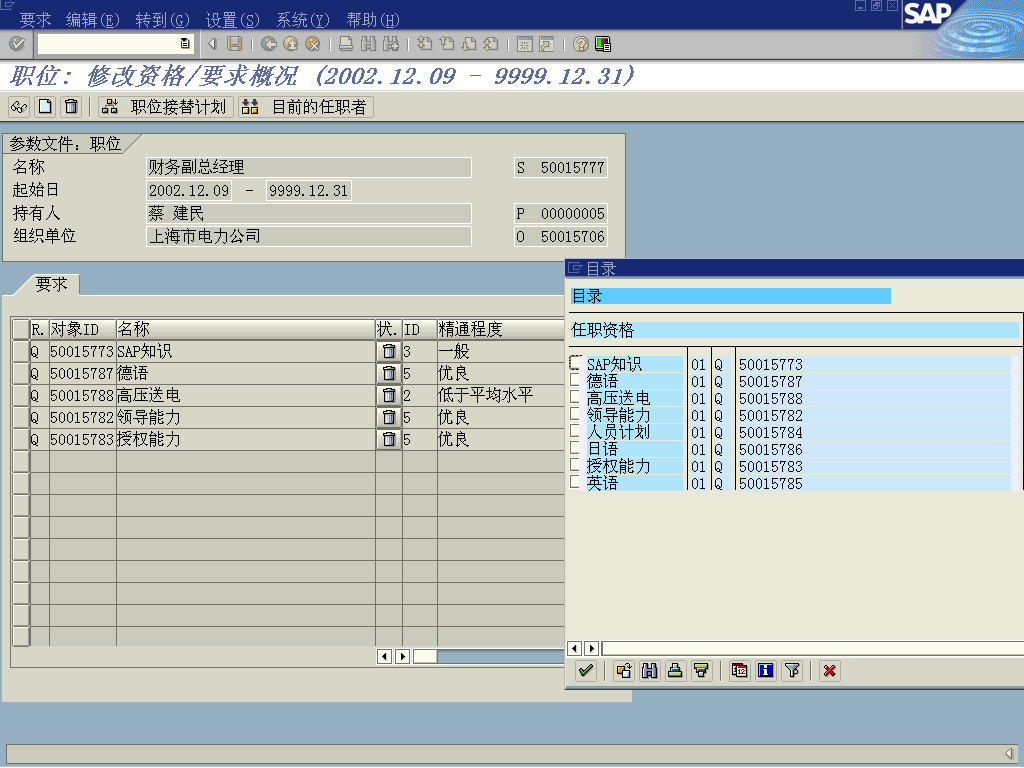 要求 编辑(E) 转到(G) 设置(S) 系统(Y) 帮助(H)
SAP
职位: 修改资格/要求概况 (2002.12.09 - 9999.12.31)
职位接替计划 目前的任职者
参数文件: 职位
名称 财务副总经理 S 50015777
起始日 2002.12.09 - 9999.12.31
持有人 蔡 建民 P 00000005
组织单位 上海市电力公司 O 50015706
要求
R. 对象ID 名称 状. ID 精通程度
Q 50015773 SAP知识 3 一般
Q 50015787 德语 5 优良
Q 50015788 高压送电 2 低于平均水平
Q 50015782 领导能力 5 优良
Q 50015783 授权能力 5 优良
目录
目录
任职资格
SAP知识 01 Q 50015773
德语 01 Q 50015787
高压送电 01 Q 50015788
领导能力 01 Q 50015782
人员计划 01 Q 50015784
日语 01 Q 50015786
授权能力 01 Q 50015783
英语 01 Q 50015785